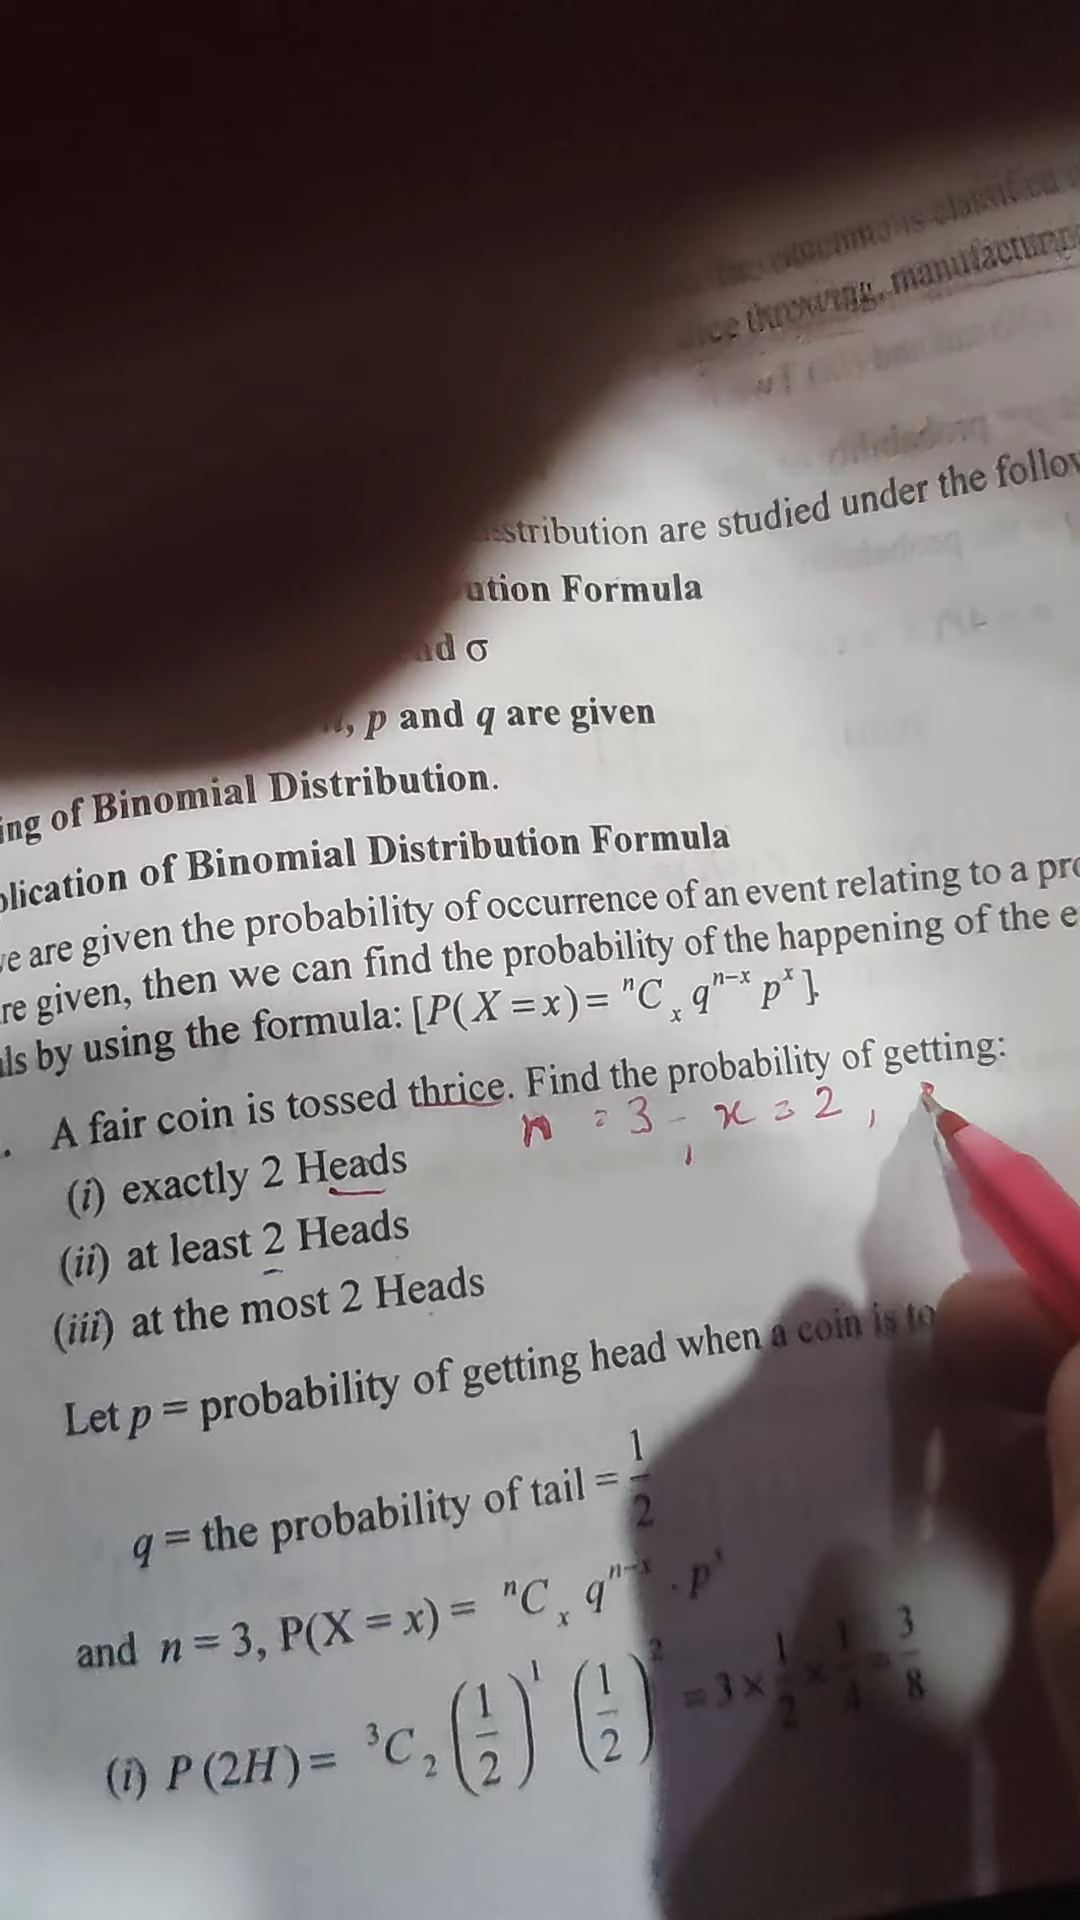 classified
throwing, manufacturing
distribution are studied under the follow
ution Formula
nd σ
, p and q are given
ing of Binomial Distribution.
plication of Binomial Distribution Formula
e are given the probability of occurrence of an event relating to a pro
re given, then we can find the probability of the happening of the e
ls by using the formula: [P(X = x) = ⁿCₓ qⁿ⁻ˣ pˣ].
A fair coin is tossed thrice. Find the probability of getting:
n = 3, x = 2,
(i) exactly 2 Heads
(ii) at least 2 Heads
(iii) at the most 2 Heads
Let p = probability of getting head when a coin is to
q = the probability of tail = 1/2
and n = 3, P(X = x) = ⁿCₓ qⁿ⁻ˣ . pˣ
(i) P (2H) = ³C₂ (1/2)¹ (1/2)² = 3 × 1/2 × 1/4 = 3/8